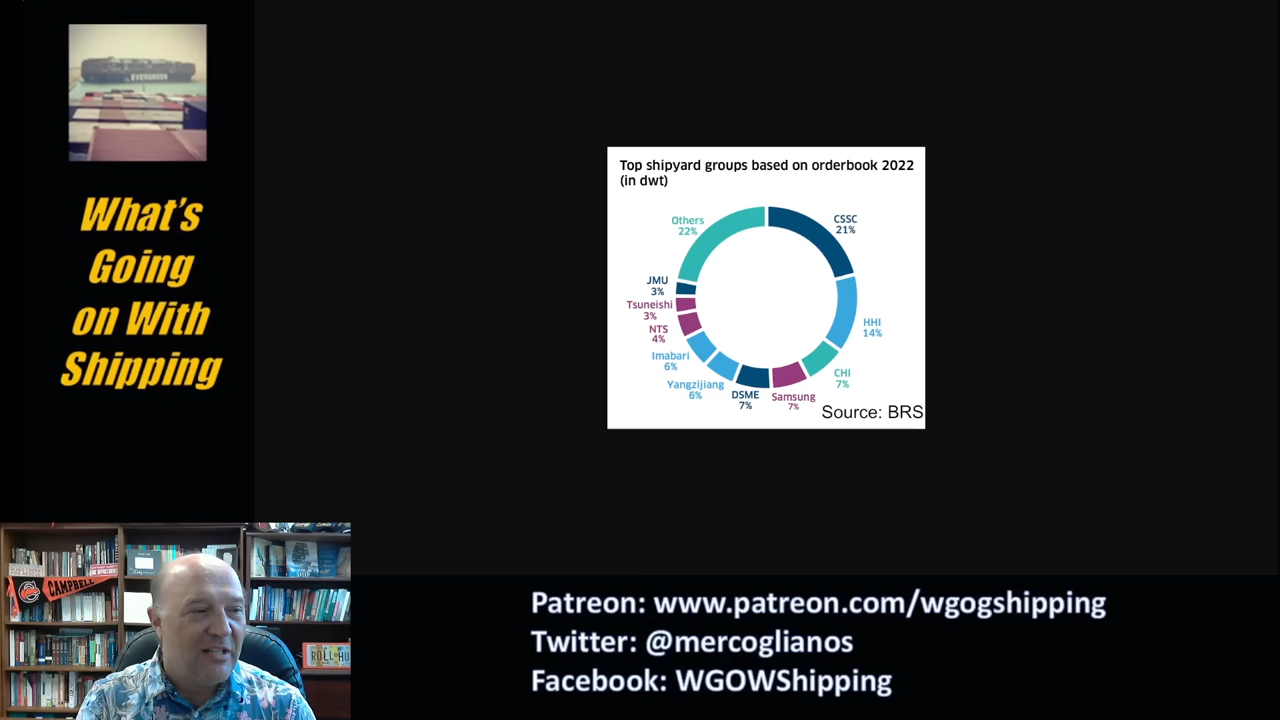 EVERGREEN
What's
Going
on With
Shipping
Top shipyard groups based on orderbook 2022
(in dwt)
Others
22%
CSSC
21%
JMU
3%
Tsuneishi
3%
HHI
14%
NTS
4%
Imabari
6%
CHI
7%
Yangzijiang
6%
DSME
7%
Samsung
7%
Source: BRS
CAMPBELL
Patreon: www.patreon.com/wgogshipping
Twitter: @mercoglianos
Facebook: WGOWShipping